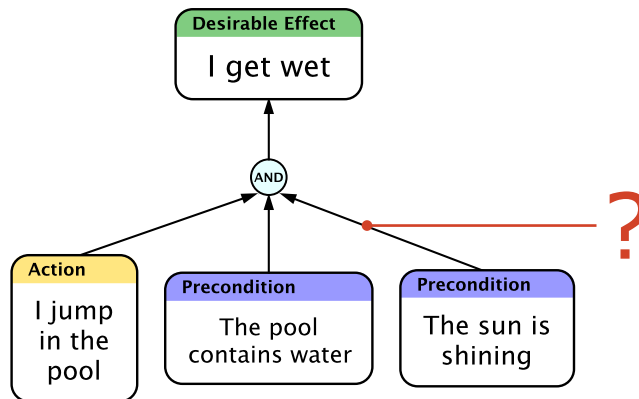 Desirable Effect
I get wet
AND
Action
I jump
in the
pool
Precondition
The pool
contains water
Precondition
The sun is
shining
?